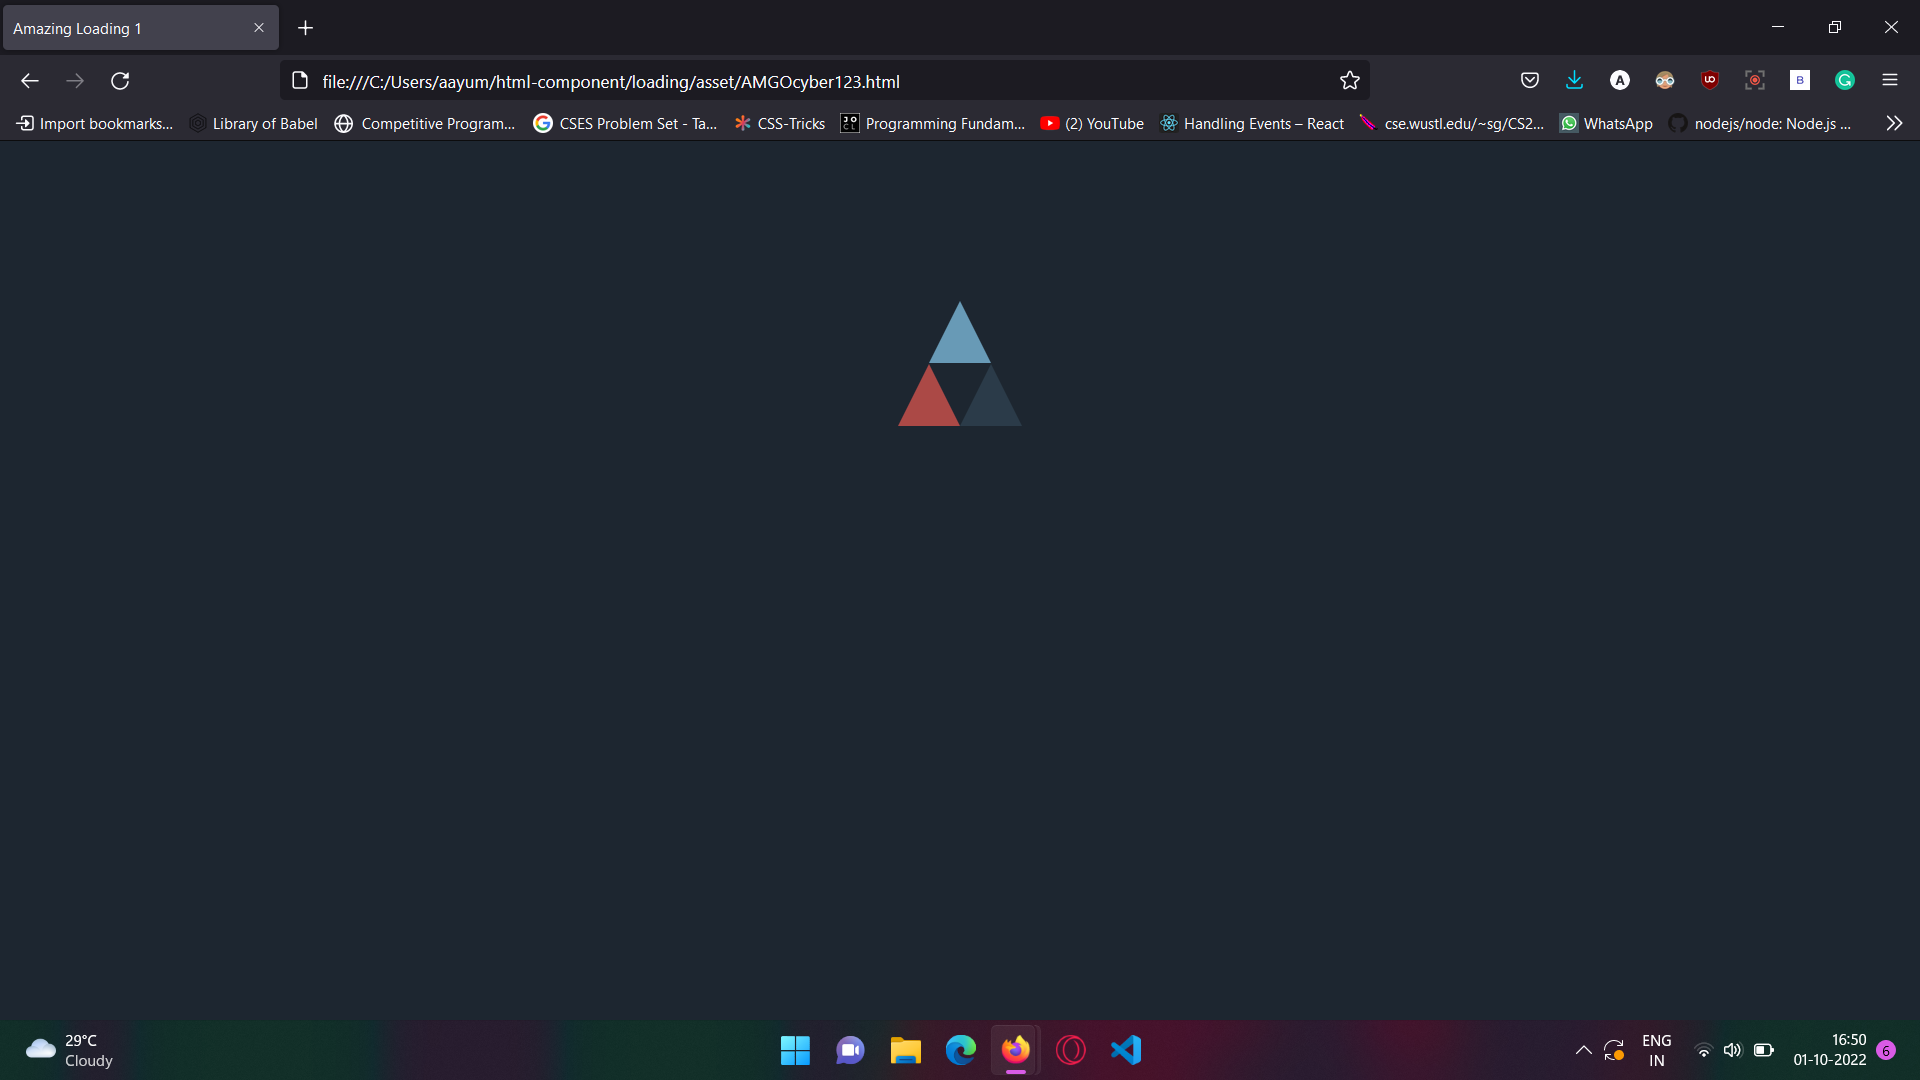 Amazing Loading 1
file:///C:/Users/aayum/html-component/loading/asset/AMGOcyber123.html
Import bookmarks... Library of Babel Competitive Program... CSES Problem Set - Ta... CSS-Tricks Programming Fundam... (2) YouTube Handling Events – React cse.wustl.edu/~sg/CS2... WhatsApp nodejs/node: Node.js ...
29°C
Cloudy
ENG
IN
16:50
01-10-2022
6